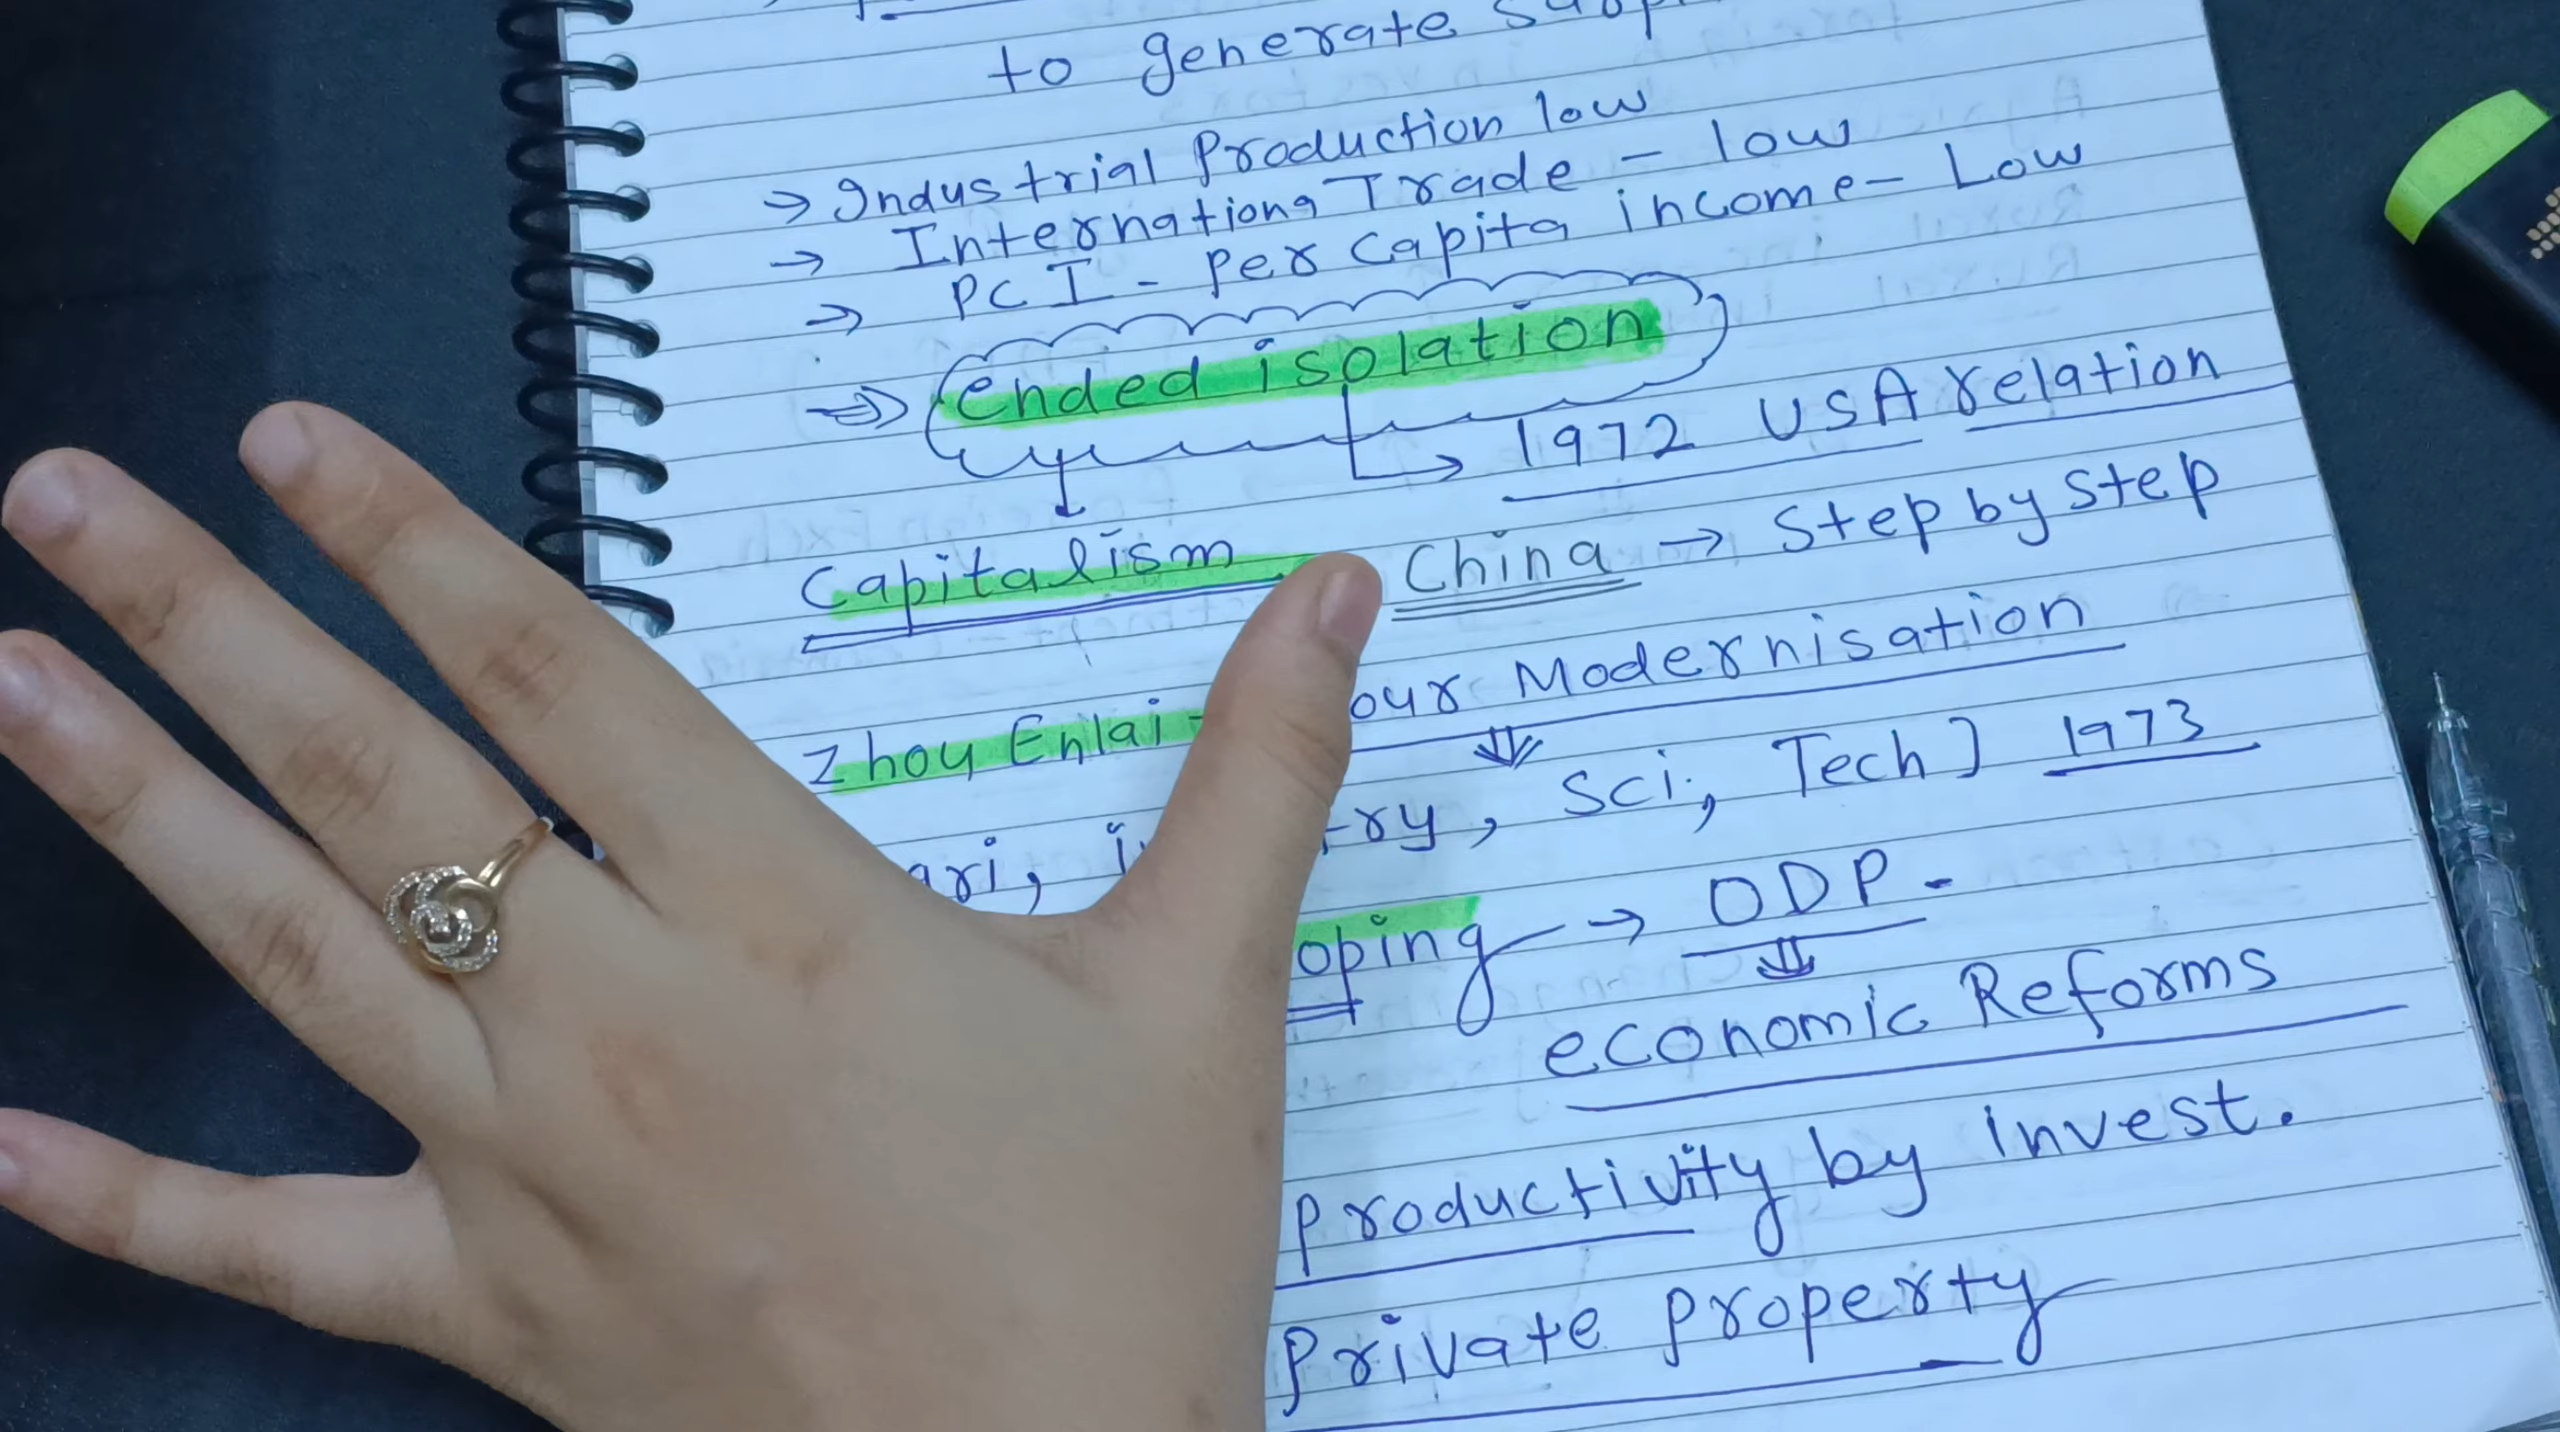 to generate
→ Industrial Production low
→ Internationa Trade - low
→ PCI - Per Capita income - Low
⇒ ended isolation
↳ 1972 USA relation
Capitalism China → Step by step
Zhou Enlai - our Modernisation
ari, i ry, Sci, Tech] 1973
oping → ODP -
economic Reforms
Productivity by invest.
Private Property